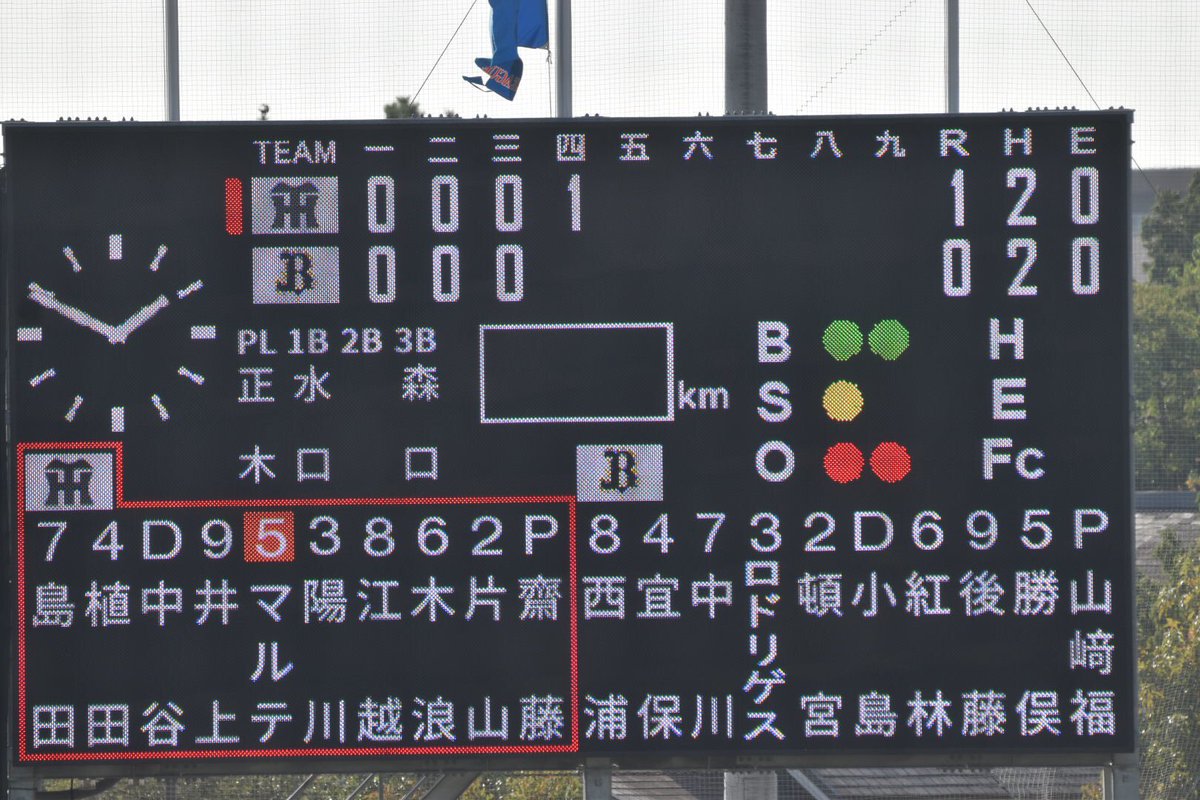 TEAM 一 二 三 四 五 六 七 八 九 R H E
HT 0 0 0 1 1 2 0
B 0 0 0 0 2 0
PL 1B 2B 3B
正木 水口 森口
km
B H
S E
O Fc
HT
7 4 D 9 5 3 8 6 2 P
島田 植田 中谷 井上 マルテ 陽川 江越 木浪 片山 齋藤
B
8 4 7 3 2 D 6 9 5 P
西浦 宜保 中川 ロドリゲス 頓宮 小島 紅林 後藤 勝俣 山﨑福